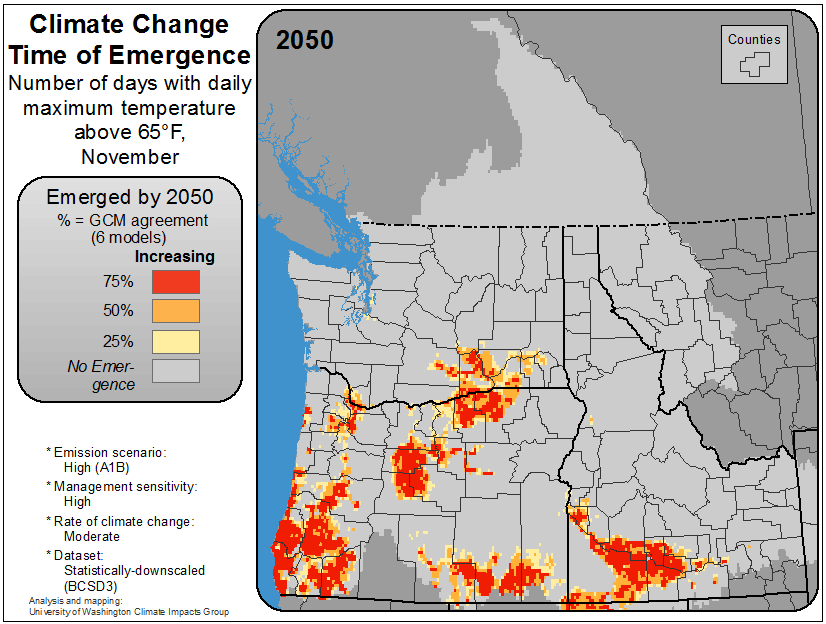 Climate Change
Time of Emergence
Number of days with daily
maximum temperature
above 65°F,
November
Emerged by 2050
% = GCM agreement
(6 models)
Increasing
75%
50%
25%
No Emer-
gence
* Emission scenario:
High (A1B)
* Management sensitivity:
High
* Rate of climate change:
Moderate
* Dataset:
Statistically-downscaled
(BCSD3)
Analysis and mapping:
University of Washington Climate Impacts Group
2050
Counties